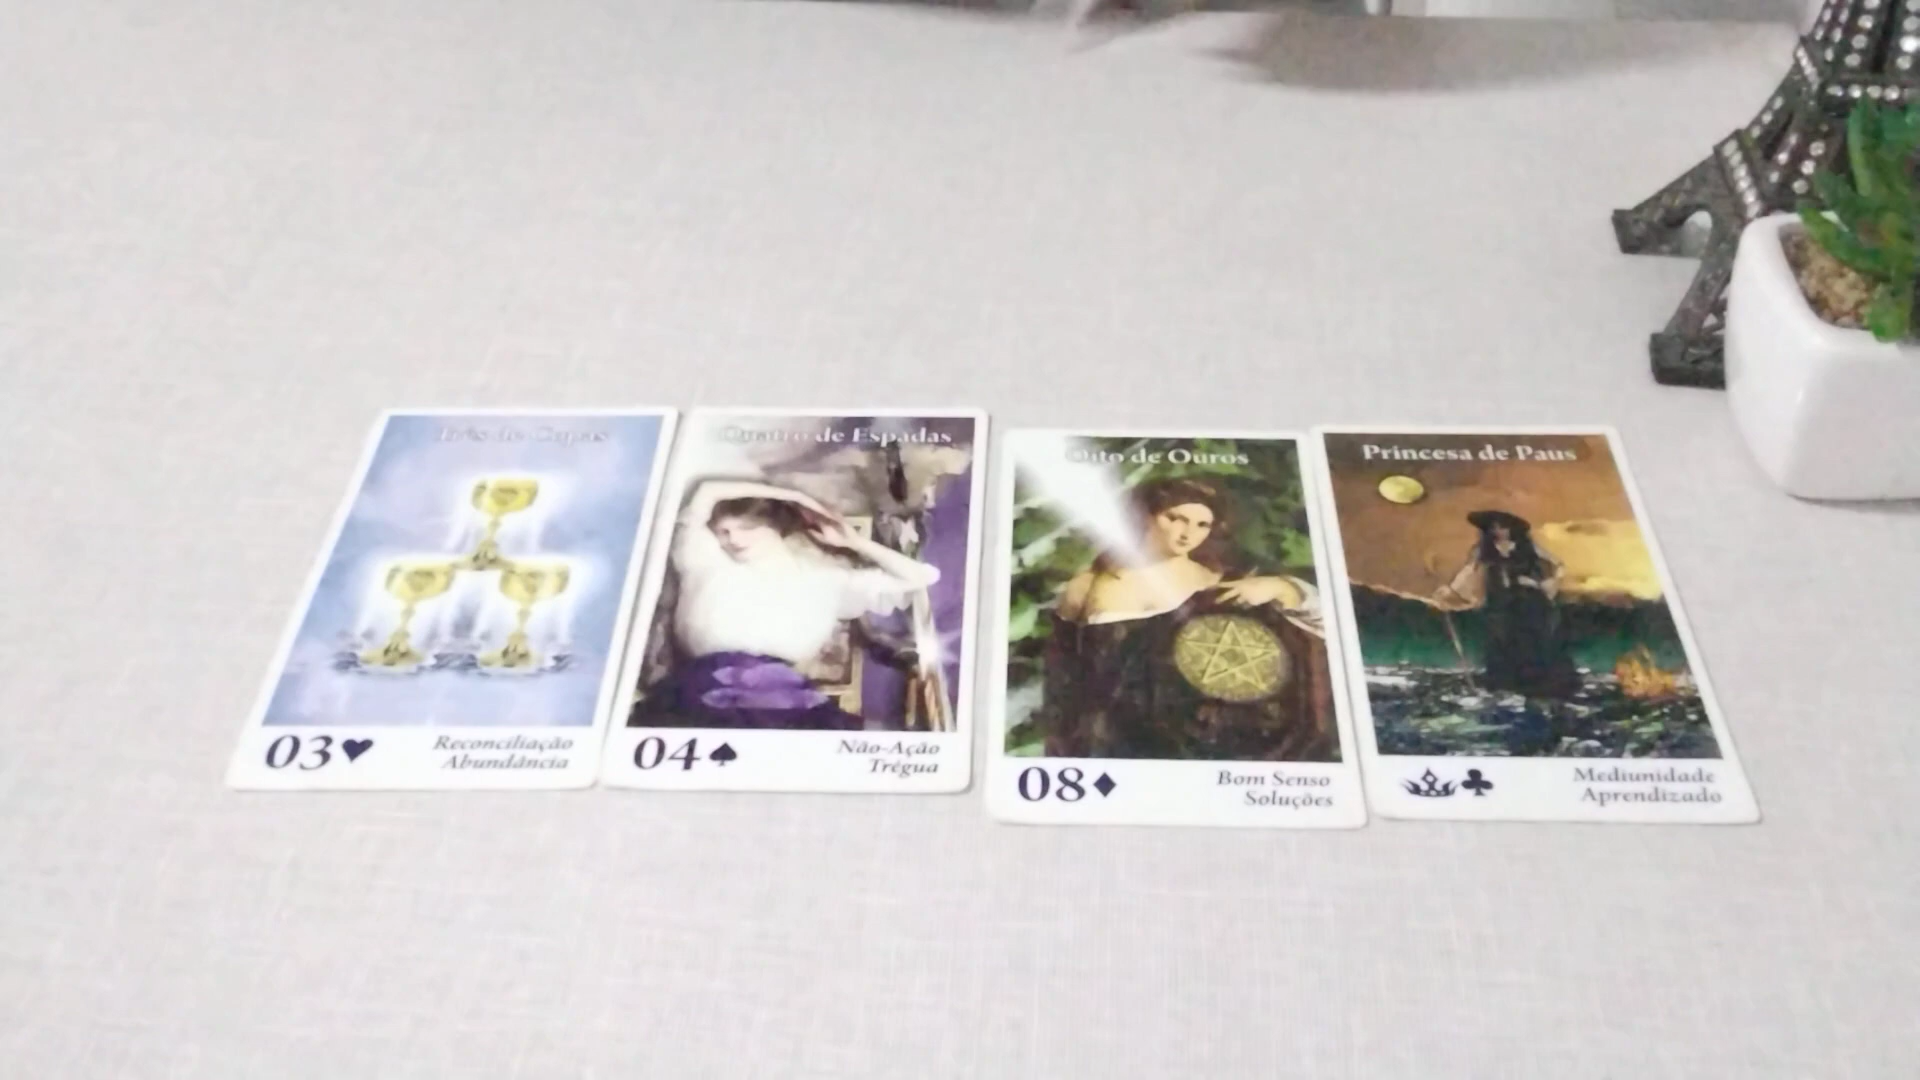 Três de Copas
03
Reconciliação
Abundância
Quatro de Espadas
04
Não-Ação
Trégua
Oito de Ouros
08
Bom Senso
Soluções
Princesa de Paus
Mediunidade
Aprendizado